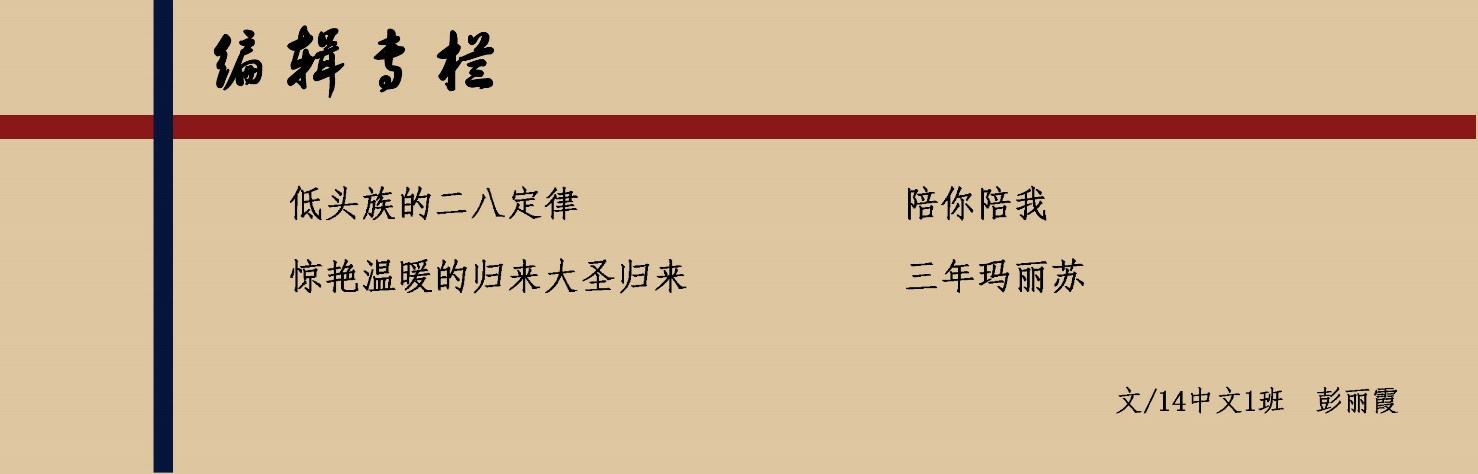 编辑专栏
低头族的二八定律
陪你陪我
惊艳温暖的归来大圣归来
三年玛丽苏
文/14中文1班 彭丽霞